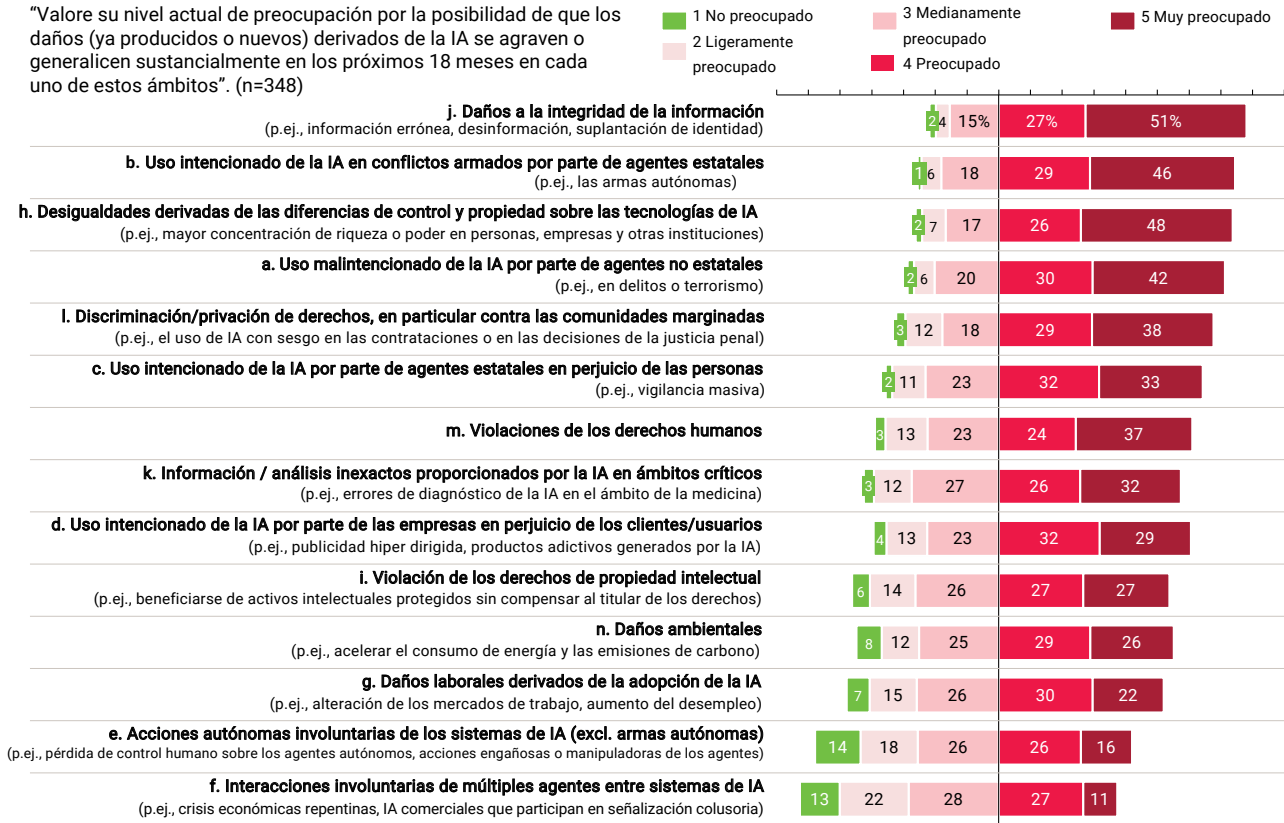 “Valore su nivel actual de preocupación por la posibilidad de que los
daños (ya producidos o nuevos) derivados de la IA se agraven o
generalicen sustancialmente en los próximos 18 meses en cada
uno de estos ámbitos”. (n=348)
1 No preocupado
2 Ligeramente
preocupado
3 Medianamente
preocupado
4 Preocupado
5 Muy preocupado
j. Daños a la integridad de la información
(p.ej., información errónea, desinformación, suplantación de identidad)
2 4 15% 27% 51%
b. Uso intencionado de la IA en conflictos armados por parte de agentes estatales
(p.ej., las armas autónomas)
1 6 18 29 46
h. Desigualdades derivadas de las diferencias de control y propiedad sobre las tecnologías de IA
(p.ej., mayor concentración de riqueza o poder en personas, empresas y otras instituciones)
2 7 17 26 48
a. Uso malintencionado de la IA por parte de agentes no estatales
(p.ej., en delitos o terrorismo)
2 6 20 30 42
l. Discriminación/privación de derechos, en particular contra las comunidades marginadas
(p.ej., el uso de IA con sesgo en las contrataciones o en las decisiones de la justicia penal)
3 12 18 29 38
c. Uso intencionado de la IA por parte de agentes estatales en perjuicio de las personas
(p.ej., vigilancia masiva)
2 11 23 32 33
m. Violaciones de los derechos humanos
3 13 23 24 37
k. Información / análisis inexactos proporcionados por la IA en ámbitos críticos
(p.ej., errores de diagnóstico de la IA en el ámbito de la medicina)
3 12 27 26 32
d. Uso intencionado de la IA por parte de las empresas en perjuicio de los clientes/usuarios
(p.ej., publicidad hiper dirigida, productos adictivos generados por la IA)
4 13 23 32 29
i. Violación de los derechos de propiedad intelectual
(p.ej., beneficiarse de activos intelectuales protegidos sin compensar al titular de los derechos)
6 14 26 27 27
n. Daños ambientales
(p.ej., acelerar el consumo de energía y las emisiones de carbono)
8 12 25 29 26
g. Daños laborales derivados de la adopción de la IA
(p.ej., alteración de los mercados de trabajo, aumento del desempleo)
7 15 26 30 22
e. Acciones autónomas involuntarias de los sistemas de IA (excl. armas autónomas)
(p.ej., pérdida de control humano sobre los agentes autónomos, acciones engañosas o manipuladoras de los agentes)
14 18 26 26 16
f. Interacciones involuntarias de múltiples agentes entre sistemas de IA
(p.ej., crisis económicas repentinas, IA comerciales que participan en señalización colusoria)
13 22 28 27 11